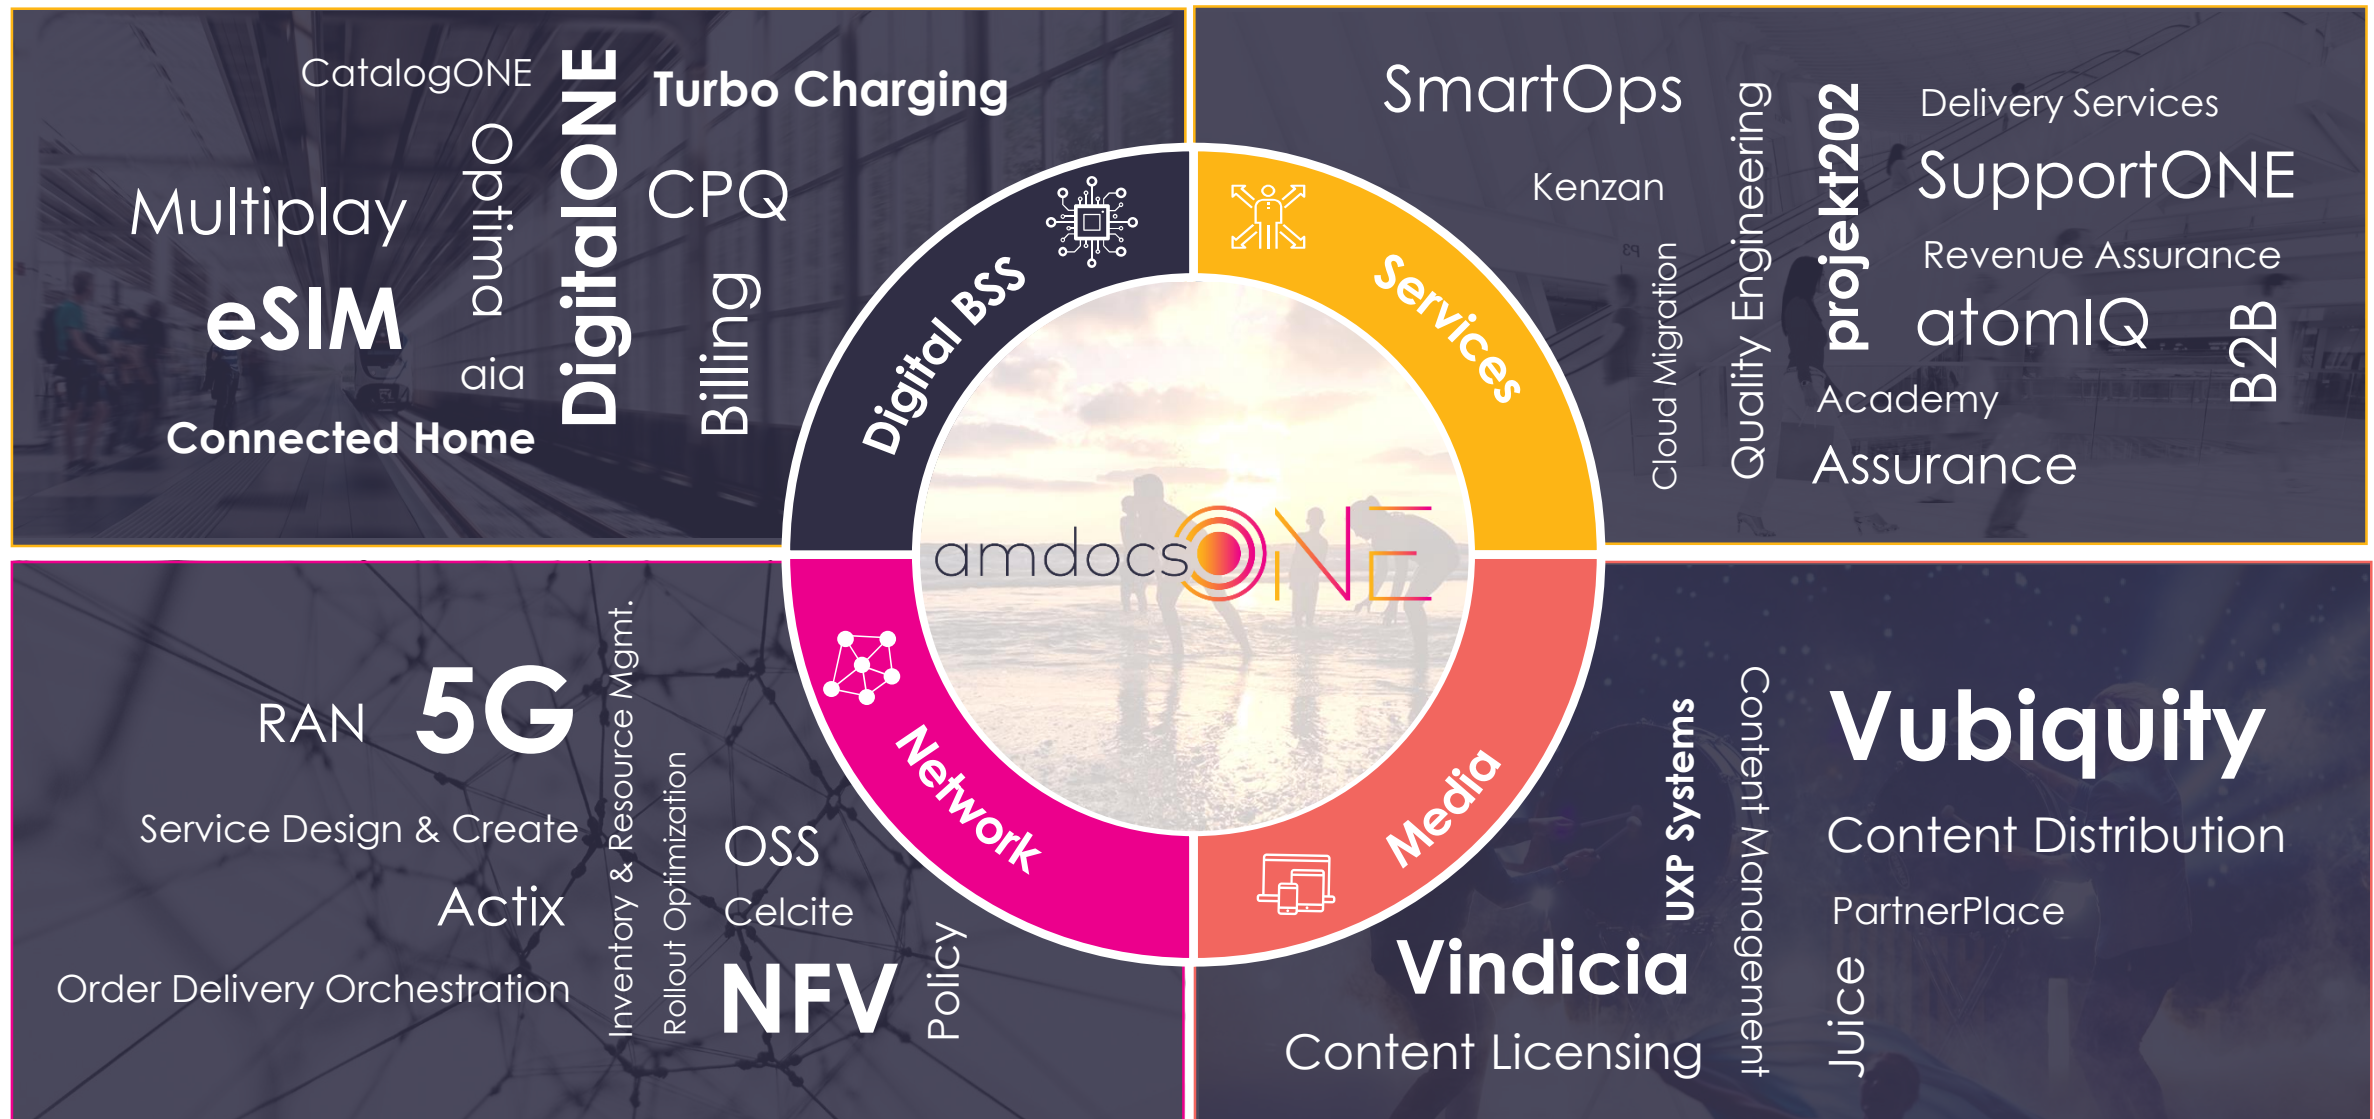 CatalogONE
Optima
DigitalONE
Turbo Charging
Multiplay
CPQ
eSIM
aia
Billing
Connected Home
Digital BSS
SmartOps
Kenzan
Cloud Migration
Quality Engineering
projekt202
Delivery Services
SupportONE
Revenue Assurance
atomIQ
B2B
Academy
Assurance
Services
amdocsONE
RAN
5G
Inventory & Resource Mgmt.
Rollout Optimization
Service Design & Create
OSS
Actix
Celcite
Order Delivery Orchestration
NFV
Policy
Network
Media
UXP Systems
Content Management
Vubiquity
Content Distribution
PartnerPlace
Vindicia
Juice
Content Licensing